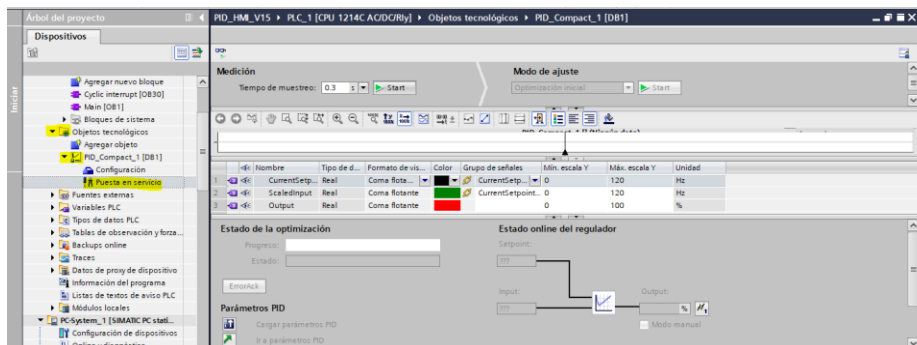 Árbol del proyecto
PID_HMI_V15 ▸ PLC_1 [CPU 1214C AC/DC/Rly] ▸ Objetos tecnológicos ▸ PID_Compact_1 [DB1]
Dispositivos
Iniciar
Agregar nuevo bloque
Cyclic interrupt [OB30]
Main [OB1]
Bloques de sistema
Objetos tecnológicos
Agregar objeto
PID_Compact_1 [DB1]
Configuración
Puesta en servicio
Fuentes externas
Variables PLC
Tipos de datos PLC
Tablas de observación y forza...
Backups online
Traces
Datos de proxy de dispositivo
Información del programa
Listas de textos de aviso PLC
Módulos locales
PC-System_1 [SIMATIC PC stati...
Configuración de dispositivos
Medición
Modo de ajuste
Tiempo de muestreo: 0.3 s Start
Optimización inicial Start
Nombre Tipo de d... Formato de vis... Color Grupo de señales Mín. escala Y Máx. escala Y Unidad
1 CurrentSetp... Real Coma flota... CurrentSetp... 0 120 Hz
2 ScaledInput Real Coma flotante CurrentSetpoint... 0 120 Hz
3 Output Real Coma flotante 0 100 %
Estado de la optimización
Estado online del regulador
Progreso:
Setpoint:
Estado:
???
ErrorAck
Input:
Output:
Parámetros PID
???
%
Cargar parámetros PID
Modo manual
Ir a parámetros PID